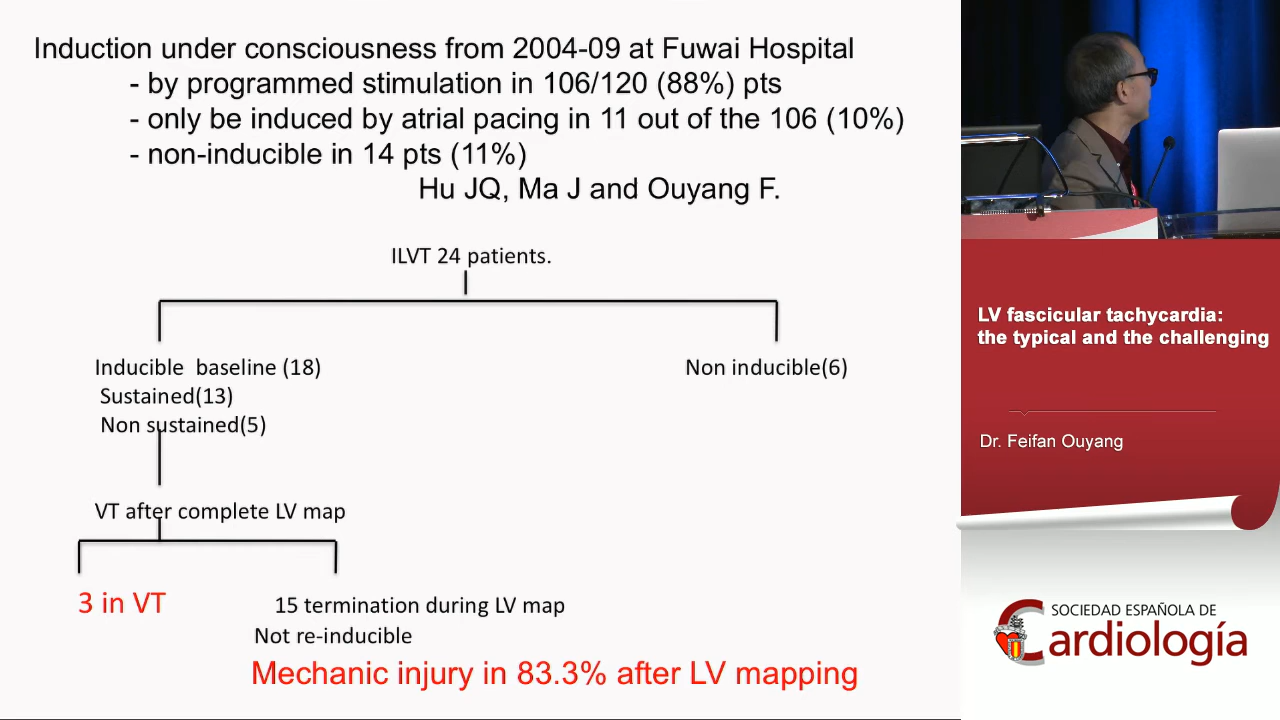 Induction under consciousness from 2004-09 at Fuwai Hospital
- by programmed stimulation in 106/120 (88%) pts
- only be induced by atrial pacing in 11 out of the 106 (10%)
- non-inducible in 14 pts (11%)
Hu JQ, Ma J and Ouyang F.
ILVT 24 patients.
Inducible baseline (18)
Sustained(13)
Non sustained(5)
Non inducible(6)
VT after complete LV map
3 in VT
15 termination during LV map
Not re-inducible
Mechanic injury in 83.3% after LV mapping
LV fascicular tachycardia:
the typical and the challenging
Dr. Feifan Ouyang
SOCIEDAD ESPAÑOLA DE
Cardiología